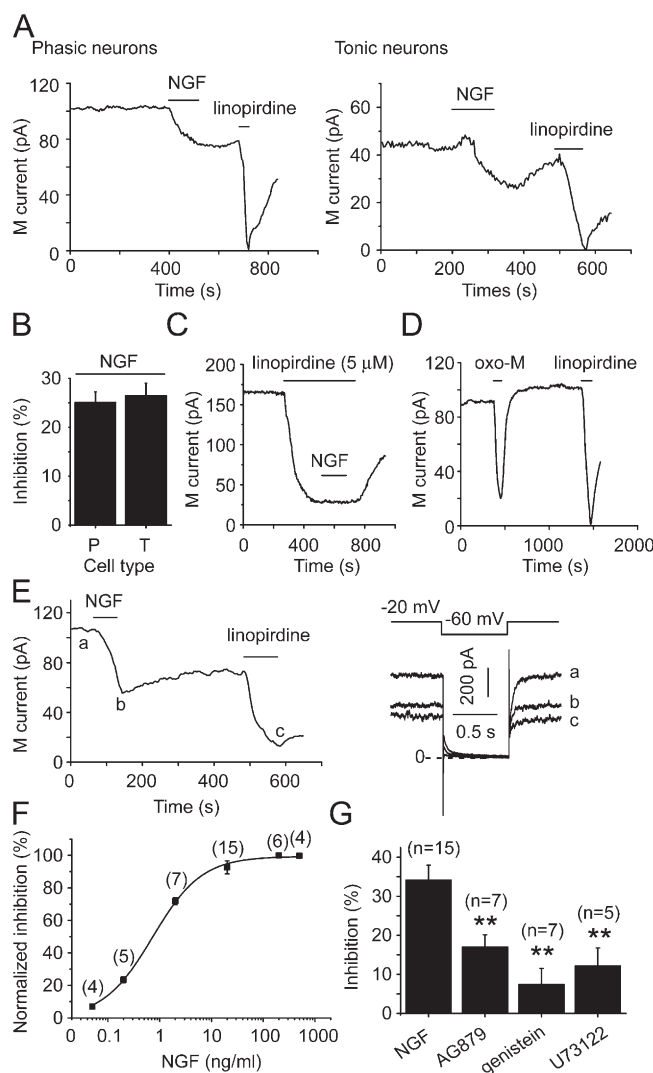 A
Phasic neurons
Tonic neurons
NGF
linopirdine
M current (pA)
120
80
40
0
0
400
800
Time (s)
NGF
linopirdine
M current (pA)
60
40
20
0
0
200
400
600
Times (s)
B
NGF
Inhibition (%)
30
20
10
0
P
T
Cell type
C
linopirdine (5 µM)
NGF
M current (pA)
200
150
100
50
0
0
400
800
Time (s)
D
oxo-M
linopirdine
M current (pA)
120
80
40
0
0
1000
2000
Time (s)
E
NGF
linopirdine
a
b
c
M current (pA)
120
80
40
0
0
200
400
600
Time (s)
-20 mV
-60 mV
200 pA
0.5 s
a
b
c
0-
F
Normalized inhibition (%)
100
80
60
40
20
0
(4)
(5)
(7)
(15)
(6)
(4)
0.1
1
10
100
1000
NGF (ng/ml)
G
Inhibition (%)
40
30
20
10
0
(n=15)
(n=7)
**
(n=7)
**
(n=5)
**
NGF
AG879
genistein
U73122